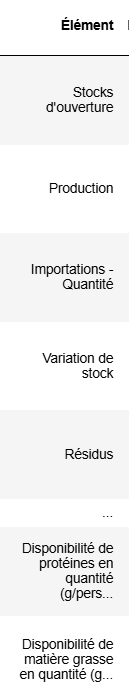 Élément
Stocks
d'ouverture
Production
Importations -
Quantité
Variation de
stock
...
Résidus
...
Disponibilité de
protéines en
quantité
(g/pers...
Disponibilité de
matière grasse
en quantité (g...